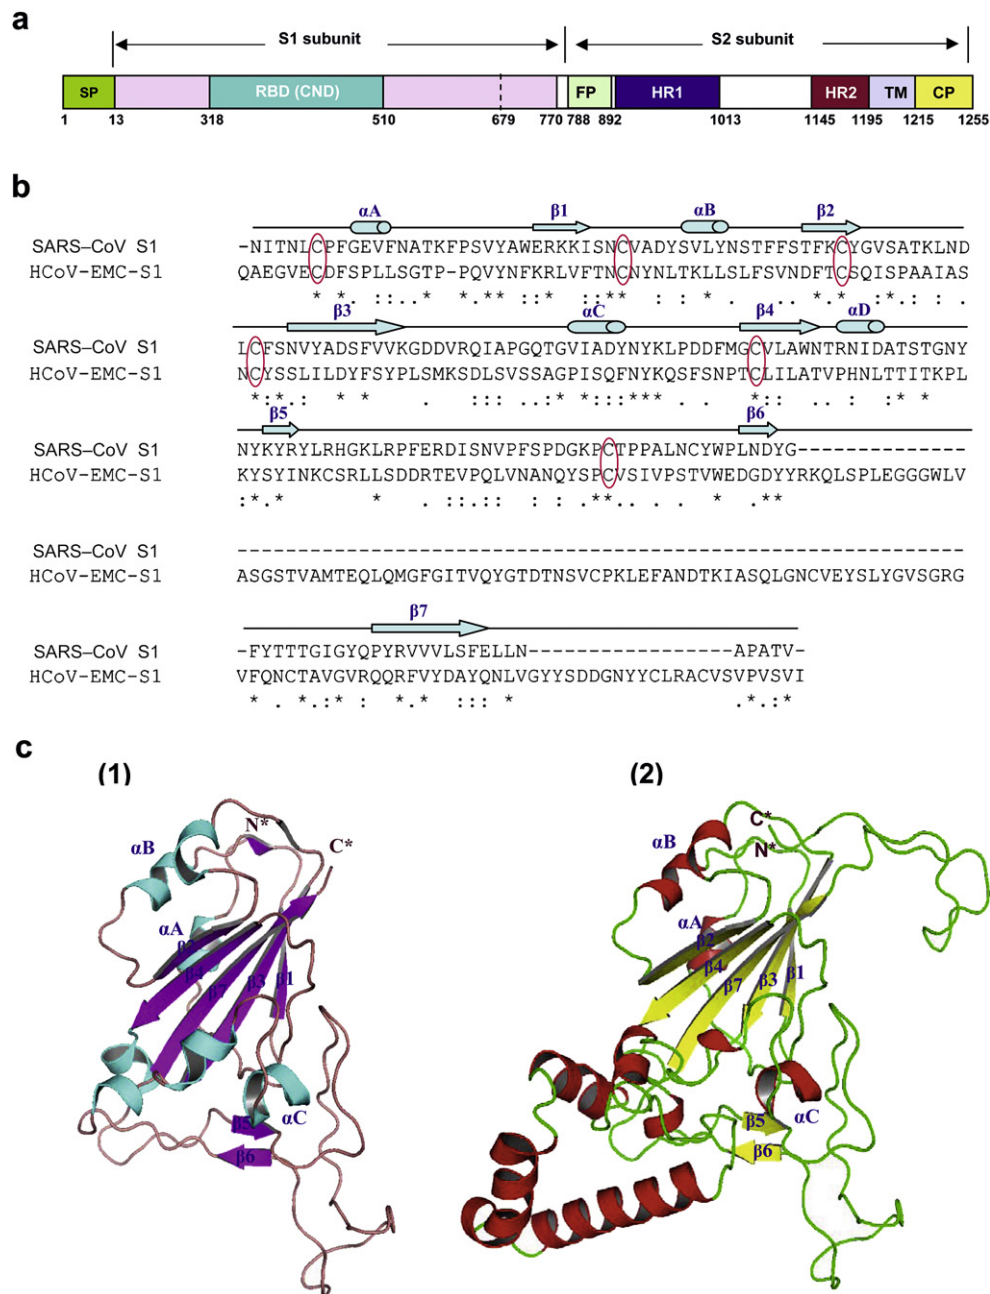 a
S1 subunit S2 subunit
SP RBD (CND) FP HR1 HR2 TM CP
1 13 318 510 679 770 788 892 1013 1145 1195 1215 1255
b
αA β1 αB β2
SARS–CoV S1 -NITNLCPFGEVFNATKFPSVYAWERKKISNCVADYSVLYNSTFFSTFKCYGVSATKLND
HCoV-EMC-S1 QAEGVECDFSPLLSGTP-PQVYNFKRLVFTNCNYNLTKLLSLFSVNDFTCSQISPAAIAS
* *. ::..* *.** : :** * . :.* . .* *.* * : : .
β3 αC β4 αD
SARS–CoV S1 LCFSNVYADSFVVKGDDVRQIAPGQTGVIADYNYKLPDDFMGCVLAWNTRNIDATSTGNY
HCoV-EMC-S1 NCYSSLILDYFSYPLSMKSDLSVSSAGPISQFNYKQSFSNPTCLILATVPHNLTTITKPL
*:*.: * * . :::. .:* *::*** . . *:: .. :* *
β5 β6
SARS–CoV S1 NYKYRYLRHGKLRPFERDISNVPFSPDGKPCTPPALNCYWPLNDYG--------------
HCoV-EMC-S1 KYSYINKCSRLLSDDRTEVPQLVNANQYSPCVSIVPSTVWEDGDYYRKQLSPLEGGGWLV
:*.* * . ::.:: : .**. . . * .**
SARS–CoV S1 ------------------------------------------------------------
HCoV-EMC-S1 ASGSTVAMTEQLQMGFGITVQYGTDTNSVCPKLEFANDTKIASQLGNCVEYSLYGVSGRG
β7
SARS–CoV S1 -FYTTTGIGYQPYRVVVLSFELLN-----------------APATV-
HCoV-EMC-S1 VFQNCTAVGVRQQRFVYDAYQNLVGYYSDDGNYYCLRACVSVPVSVI
* . *.:* : *.* ::: * .*.:*
c
(1) (2)
N* C* αB αA β2 β4 β7 β3 β1 β5 αC β6
C* N* αB αA β2 β4 β7 β3 β1 β5 αC β6